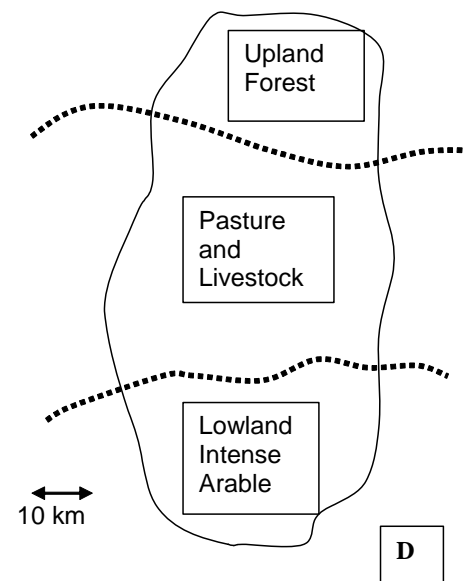 Upland
Forest
Pasture
and
Livestock
Lowland
Intense
Arable
10 km
D